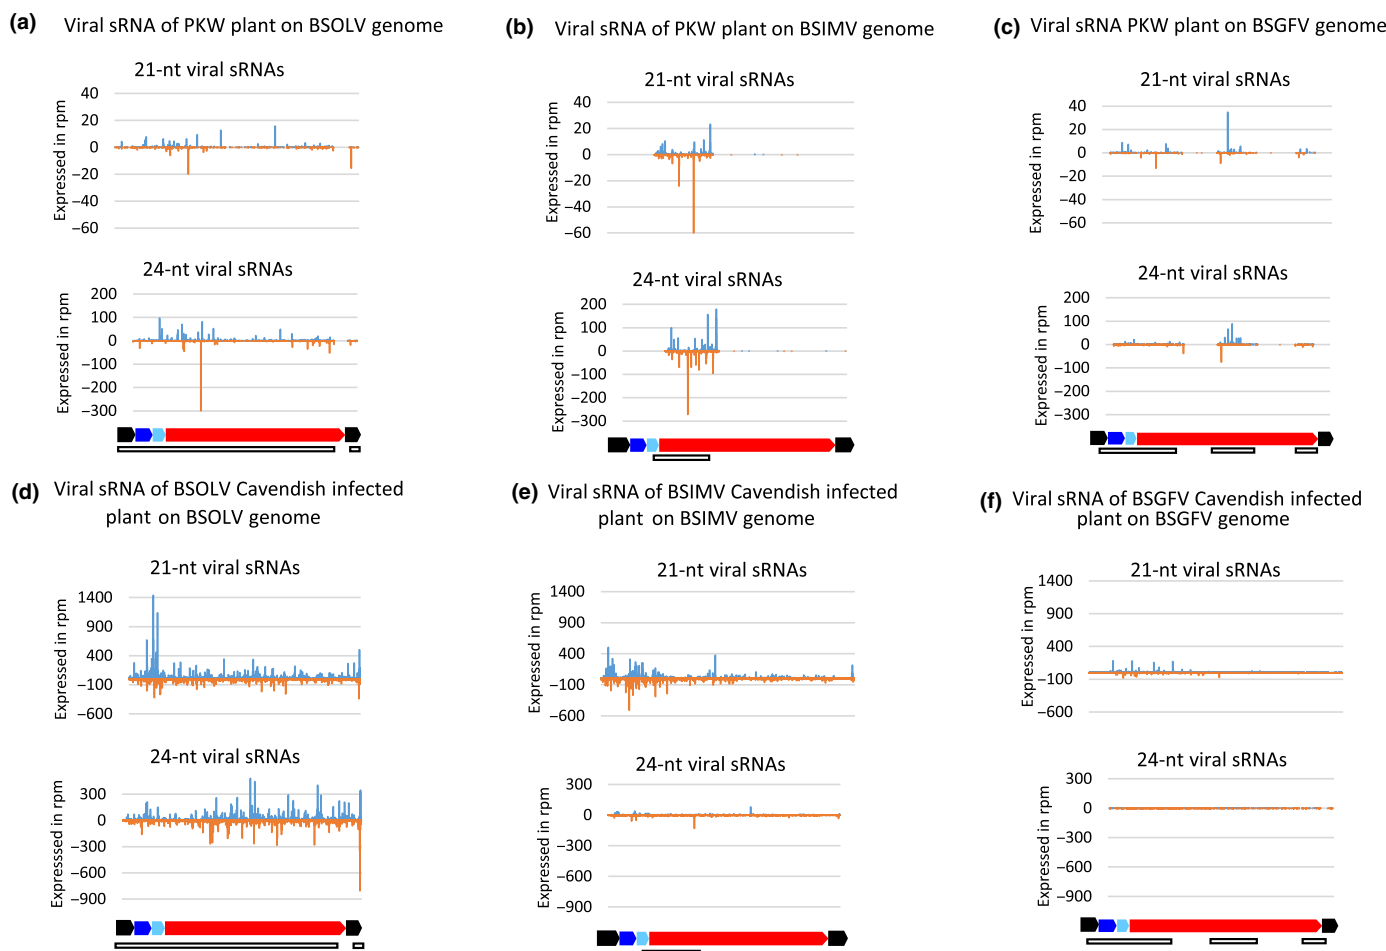 (a) Viral sRNA of PKW plant on BSOLV genome
21-nt viral sRNAs
Expressed in rpm
40
20
0
−20
−40
−60
24-nt viral sRNAs
Expressed in rpm
200
100
0
−100
−200
−300
(b) Viral sRNA of PKW plant on BSIMV genome
21-nt viral sRNAs
Expressed in rpm
40
20
0
−20
−40
−60
24-nt viral sRNAs
Expressed in rpm
200
100
0
−100
−200
−300
(c) Viral sRNA PKW plant on BSGFV genome
21-nt viral sRNAs
Expressed in rpm
40
20
0
−20
−40
−60
24-nt viral sRNAs
Expressed in rpm
200
100
0
−100
−200
−300
(d) Viral sRNA of BSOLV Cavendish infected
plant on BSOLV genome
21-nt viral sRNAs
Expressed in rpm
1400
900
400
−100
−600
24-nt viral sRNAs
Expresssed in rpm
300
0
−300
−600
−900
(e) Viral sRNA of BSIMV Cavendish infected
plant on BSIMV genome
21-nt viral sRNAs
Expressed in rpm
1400
900
400
−100
−600
24-nt viral sRNAs
Expressed in rpm
300
0
−300
−600
−900
(f) Viral sRNA of BSGFV Cavendish infected
plant on BSGFV genome
21-nt viral sRNAs
Expressed in rpm
1400
900
400
−100
−600
24-nt viral sRNAs
Expressed in rpm
300
0
−300
−600
−900